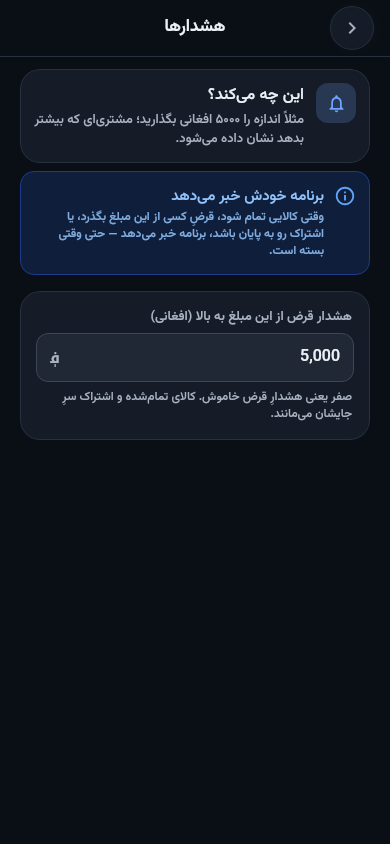 هشدارها
این چه می‌کند؟
مثلاً اندازه را ۵۰۰۰ افغانی بگذارید؛ مشتری‌ای که بیشتر
بدهد نشان داده می‌شود.
برنامه خودش خبر می‌دهد
وقتی کالایی تمام شود، قرضِ کسی از این مبلغ بگذرد، یا
اشتراک رو به پایان باشد، برنامه خبر می‌دهد — حتی وقتی
بسته است.
هشدار قرض از این مبلغ به بالا (افغانی)
5,000
؋
صفر یعنی هشدارِ قرض خاموش. کالای تمام‌شده و اشتراک سرِ
جایشان می‌مانند.